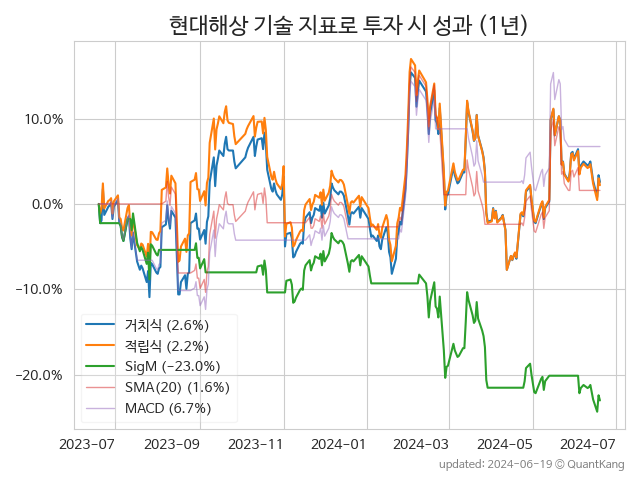 현대해상 기술 지표로 투자 시 성과 (1년)
10.0%
0.0%
−10.0%
−20.0%
거치식 (2.6%)
적립식 (2.2%)
SigM (−23.0%)
SMA(20) (1.6%)
MACD (6.7%)
2023−07 2023−09 2023−11 2024−01 2024−03 2024−05 2024−07
updated: 2024−06−19 © QuantKang